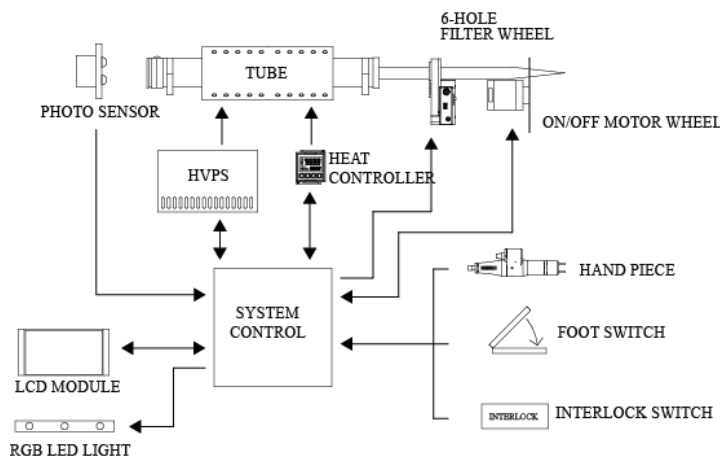 6-HOLE
FILTER WHEEL
TUBE
PHOTO SENSOR
ON/OFF MOTOR WHEEL
HVPS
HEAT
CONTROLLER
HAND PIECE
SYSTEM
CONTROL
FOOT SWITCH
LCD MODULE
INTERLOCK
INTERLOCK SWITCH
RGB LED LIGHT